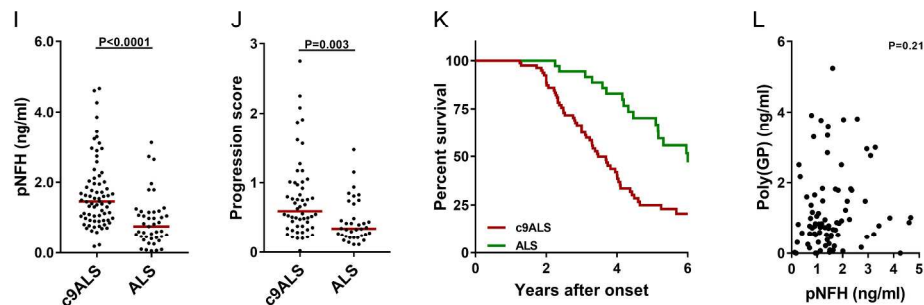 I
pNFH (ng/ml)
6.0
4.0
2.0
0.0
P<0.0001
c9ALS
ALS
J
Progression score
3
2
1
0
P=0.003
c9ALS
ALS
K
Percent survival
100
75
50
25
0
c9ALS
ALS
0
2
4
6
Years after onset
L
P=0.21
Poly(GP) (ng/ml)
6
4
2
0
0
1
2
3
4
5
pNFH (ng/ml)